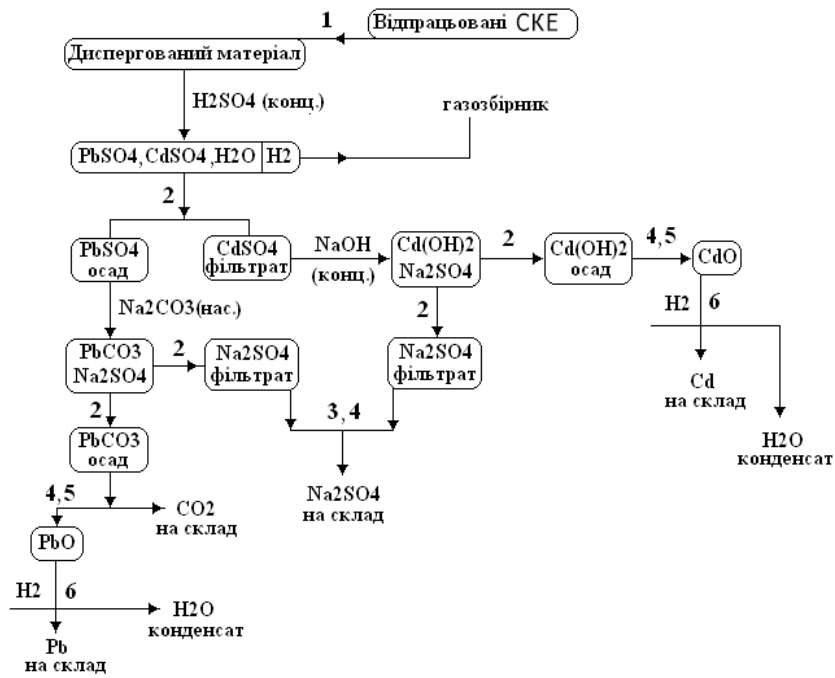 1
Відпрацьовані СКЕ
Диспергований матеріал
H2SO4 (конц.)
газозбірник
PbSO4, CdSO4 ,H2O H2
2
PbSO4
осад
CdSO4
фільтрат
NaOH
(конц.)
Cd(OH)2
Na2SO4
2
Cd(OH)2
осад
4,5
CdO
Na2CO3(нас.)
2
H2 6
PbCO3
Na2SO4
2
Na2SO4
фільтрат
Na2SO4
фільтрат
Cd
на склад
2
3, 4
PbCO3
осад
H2O
конденсат
4,5
CO2
на склад
Na2SO4
на склад
PbO
H2 6
H2O
конденсат
Pb
на склад